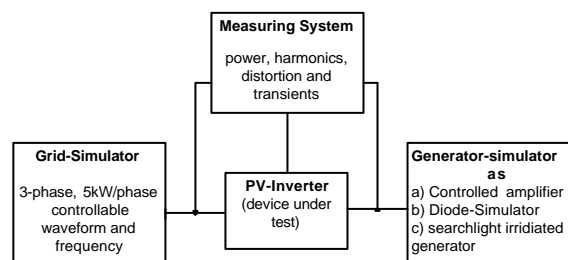 Measuring System
power, harmonics,
distortion and
transients
Grid-Simulator
3-phase, 5kW/phase
controllable
waveform and
frequency
PV-Inverter
(device under
test)
Generator-simulator
as
a) Controlled amplifier
b) Diode-Simulator
c) searchlight irridiated
generator